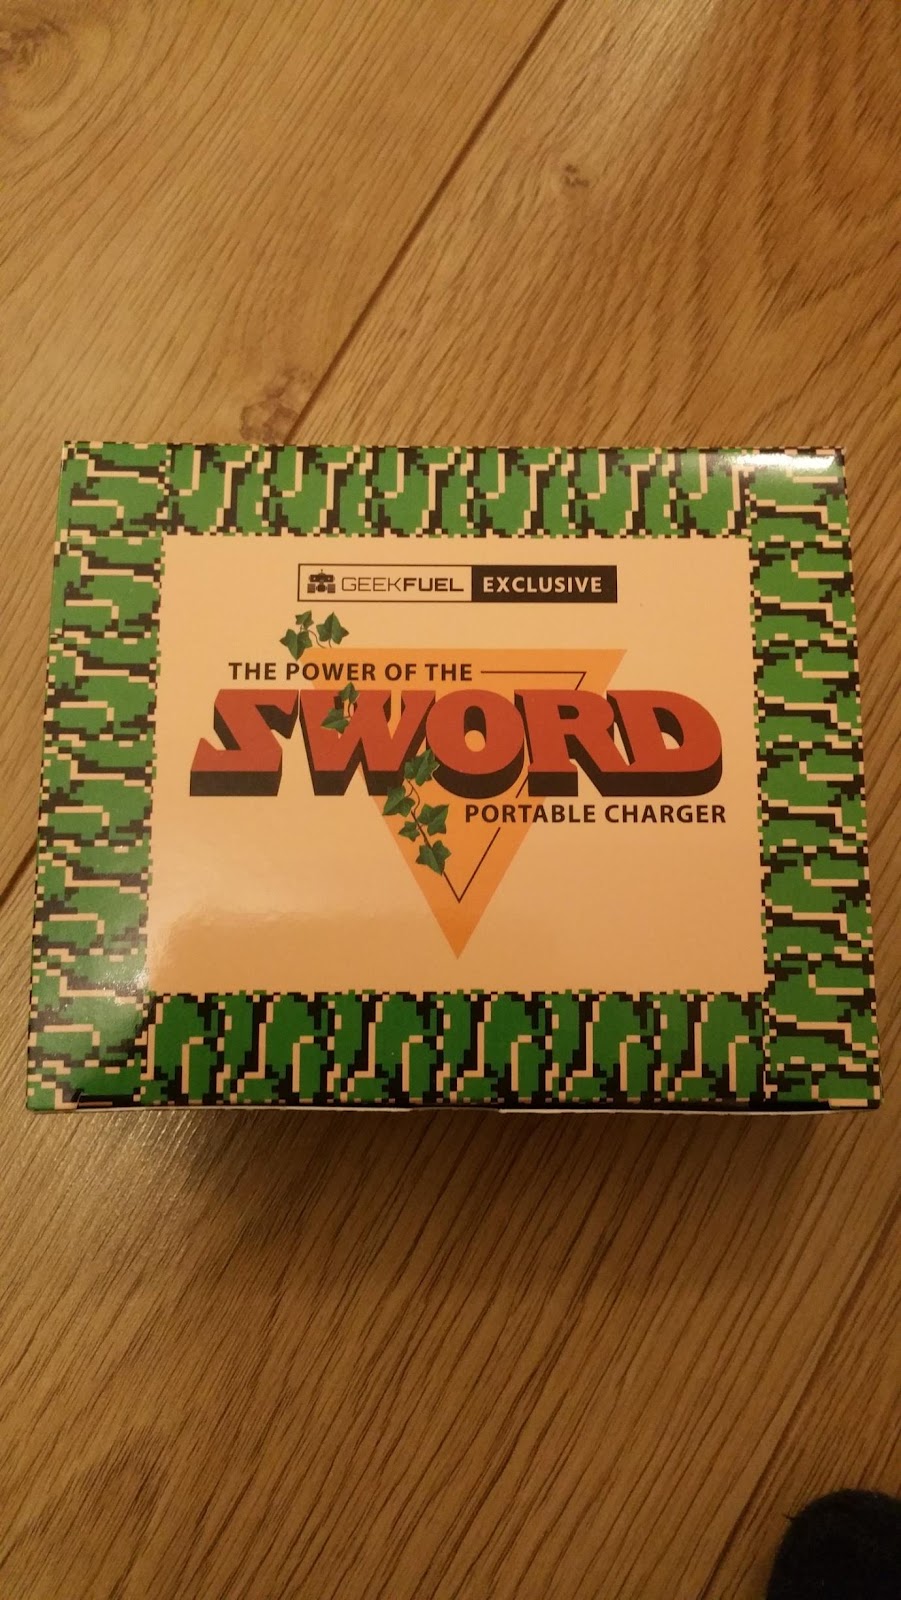 GEEKFUEL EXCLUSIVE
THE POWER OF THE
SWORD
PORTABLE CHARGER